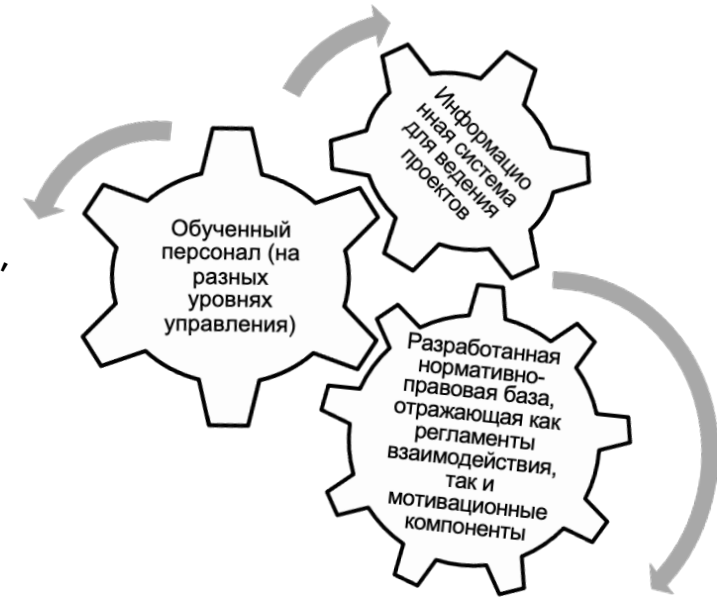 Информацио
нная система
для ведения
проектов
Обученный
персонал (на
разных
уровнях
управления)
,
Разработанная
нормативно-
правовая база,
отражающая как
регламенты
взаимодействия,
так и
мотивационные
компоненты